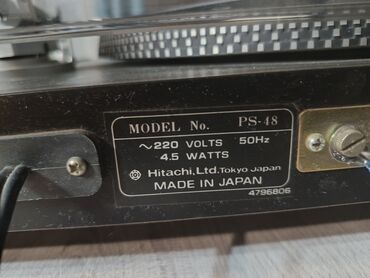 MODEL No. PS-48
~220 VOLTS 50Hz
4.5 WATTS
Hitachi, Ltd. Tokyo Japan
MADE IN JAPAN
4796806